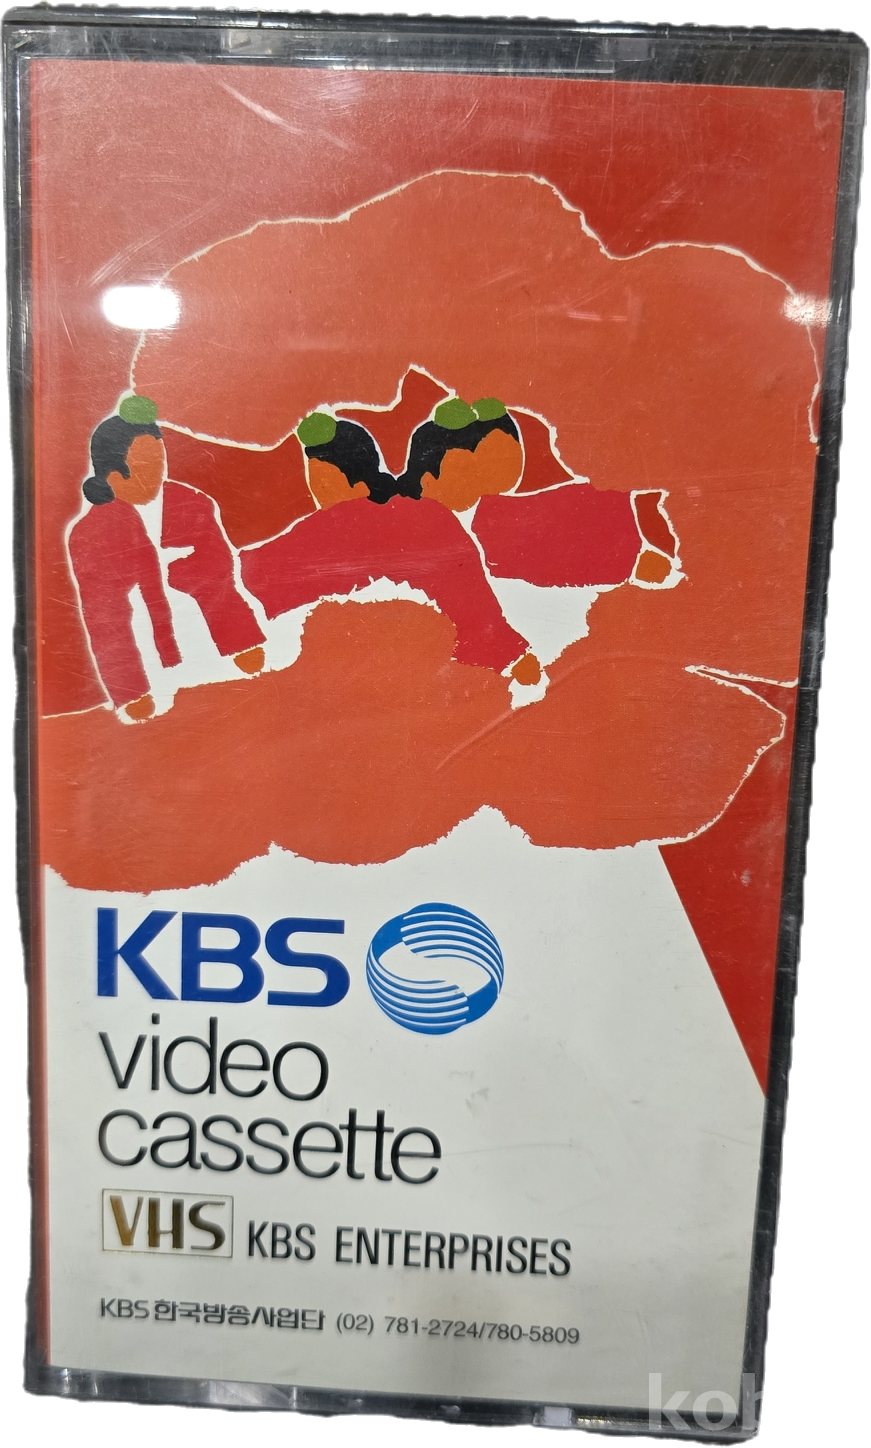 KBS
video
cassette
VHS KBS ENTERPRISES
KBS 한국방송사업단 (02) 781-2724/780-5809